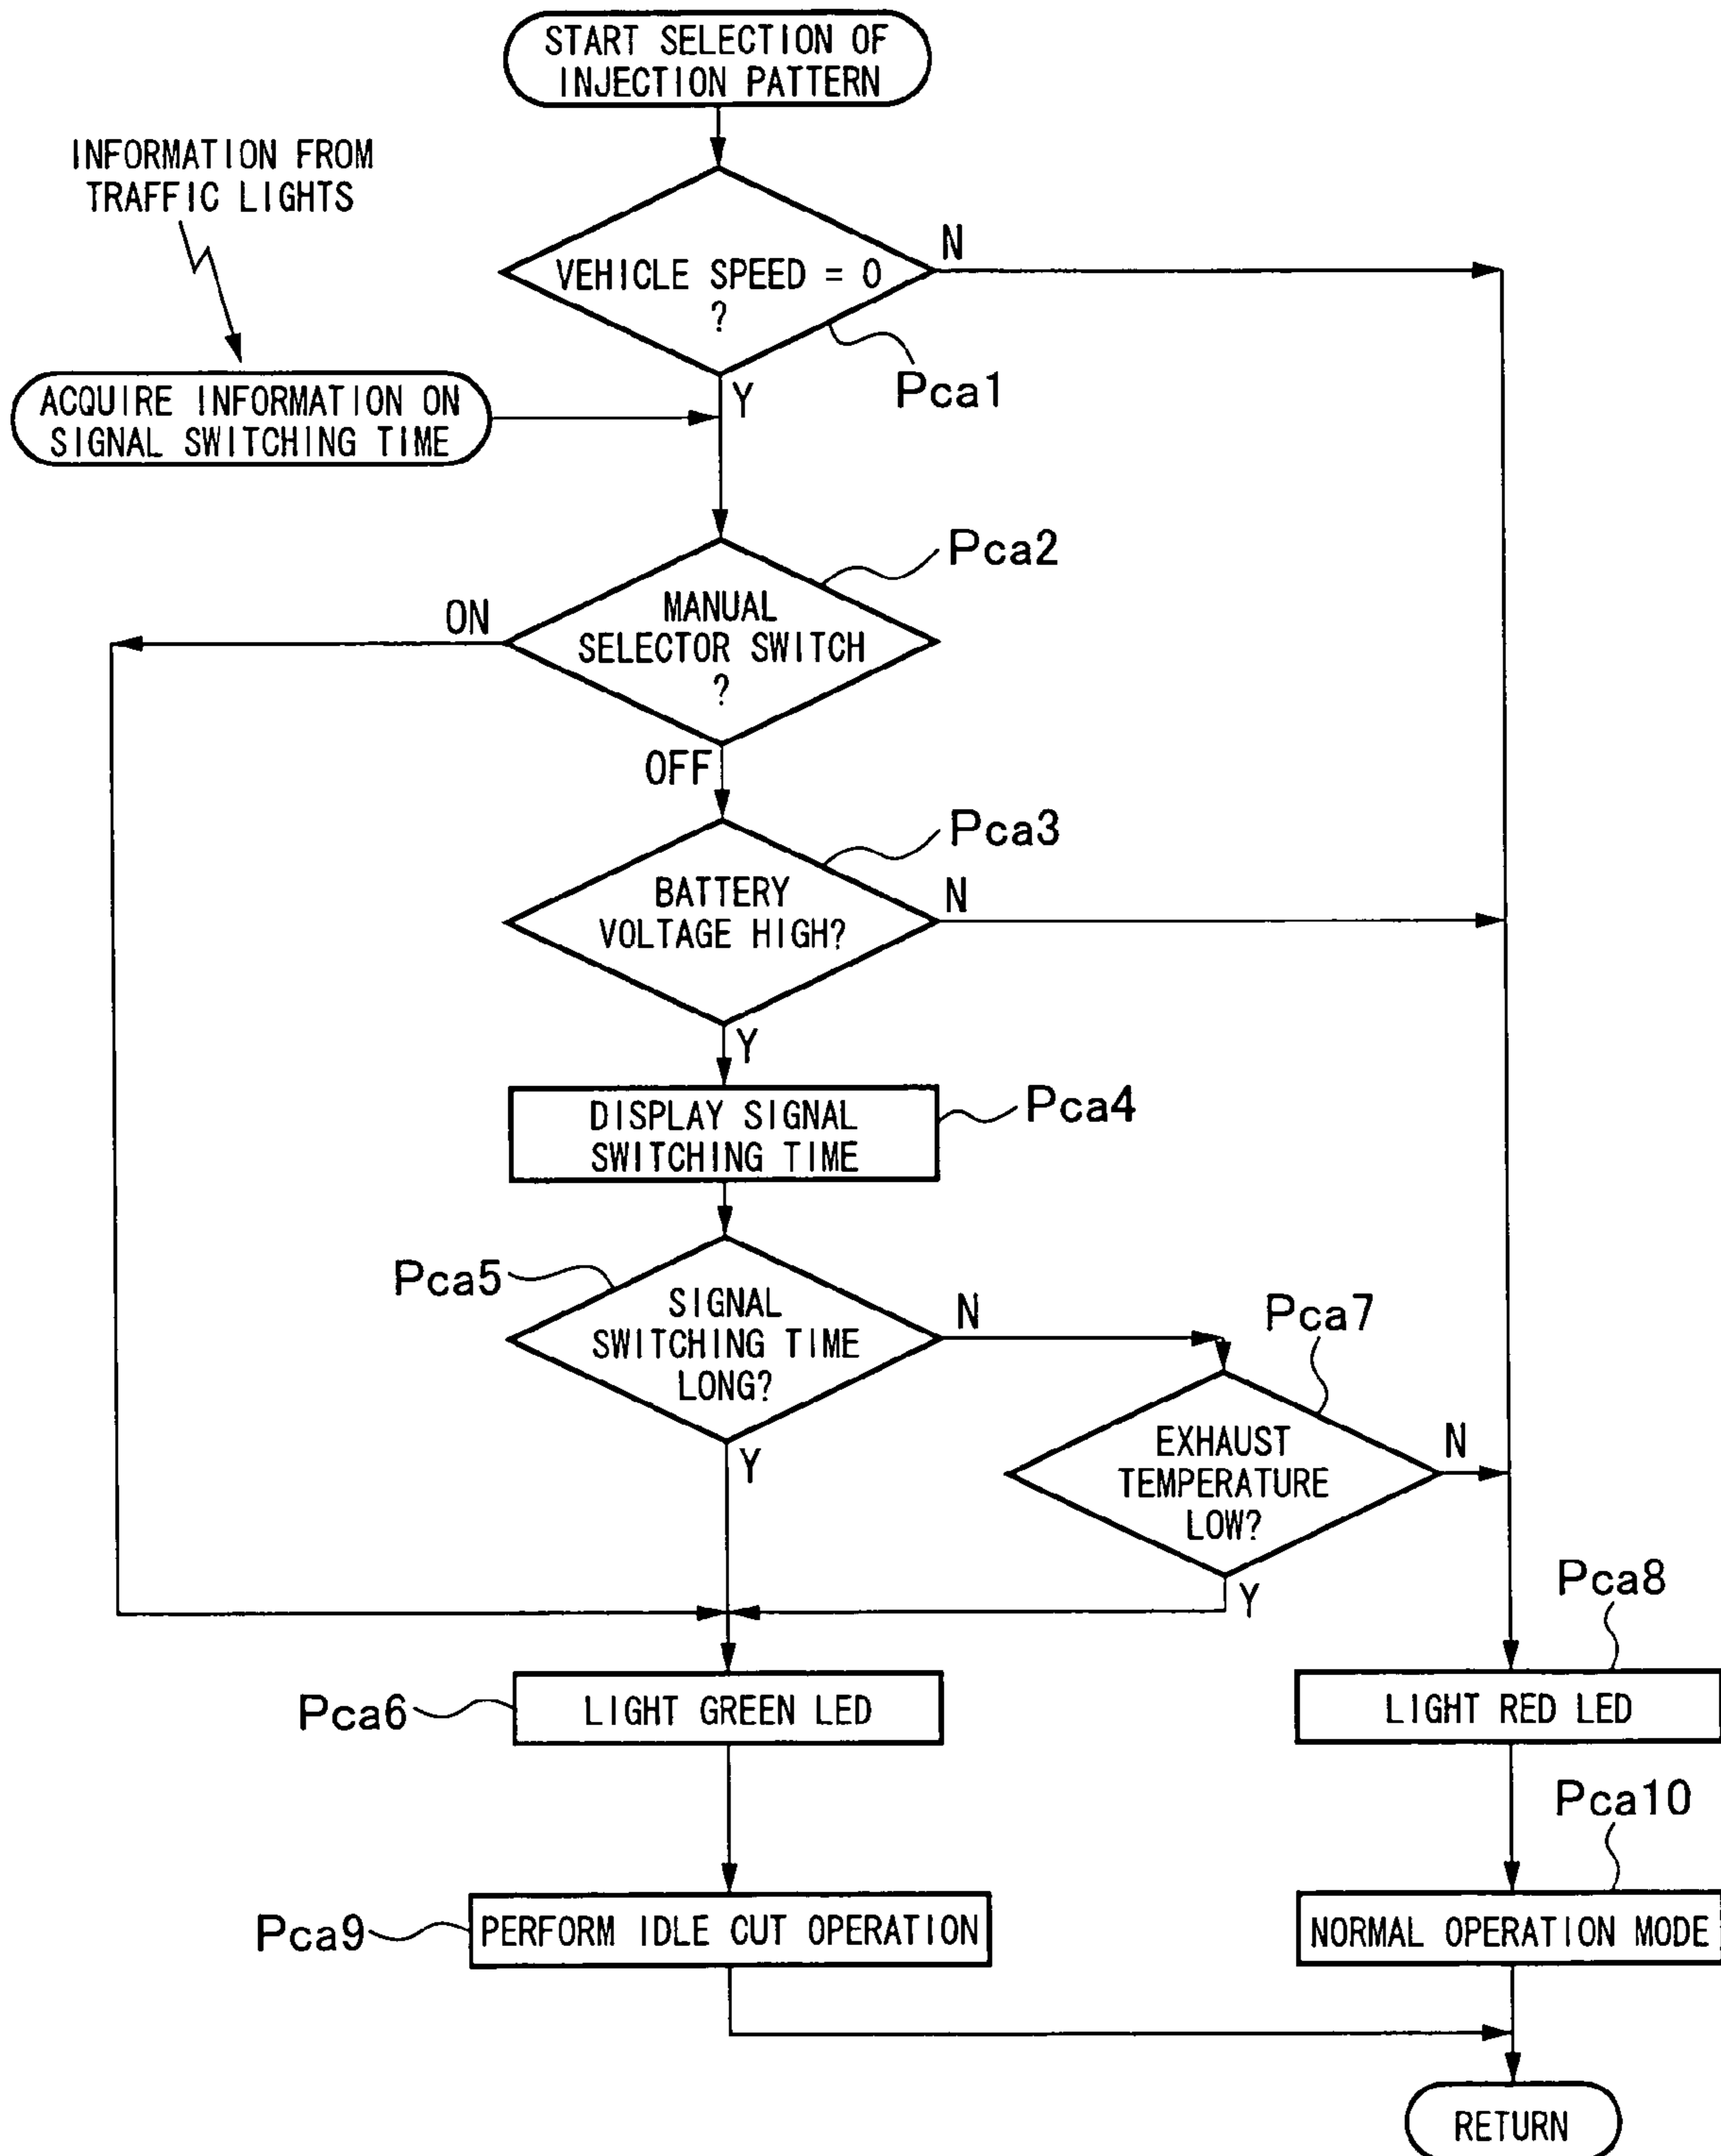 START SELECTION OF
INJECTION PATTERN
INFORMATION FROM
TRAFFIC LIGHTS
N
VEHICLE SPEED = 0
?
Pca1
Y
ACQUIRE INFORMATION ON
SIGNAL SWITCHING TIME
Pca2
ON
MANUAL
SELECTOR SWITCH
?
OFF
Pca3
BATTERY
VOLTAGE HIGH?
N
Y
DISPLAY SIGNAL
SWITCHING TIME
Pca4
Pca5
SIGNAL
SWITCHING TIME
LONG?
N
Y
Pca7
EXHAUST
TEMPERATURE
LOW?
N
Y
Pca8
Pca6
LIGHT GREEN LED
LIGHT RED LED
Pca10
Pca9
PERFORM IDLE CUT OPERATION
NORMAL OPERATION MODE
RETURN